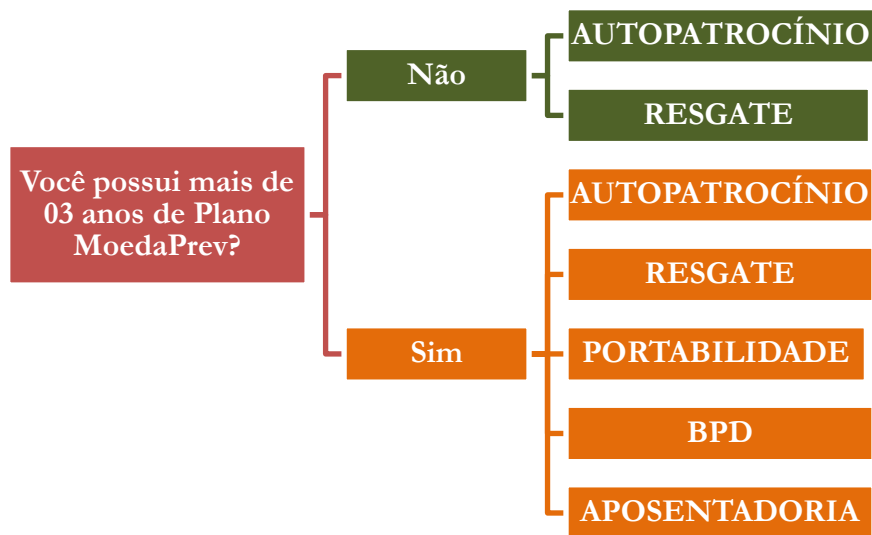 Você possui mais de
03 anos de Plano
MoedaPrev?
Não
AUTOPATROCÍNIO
RESGATE
Sim
AUTOPATROCÍNIO
RESGATE
PORTABILIDADE
BPD
APOSENTADORIA